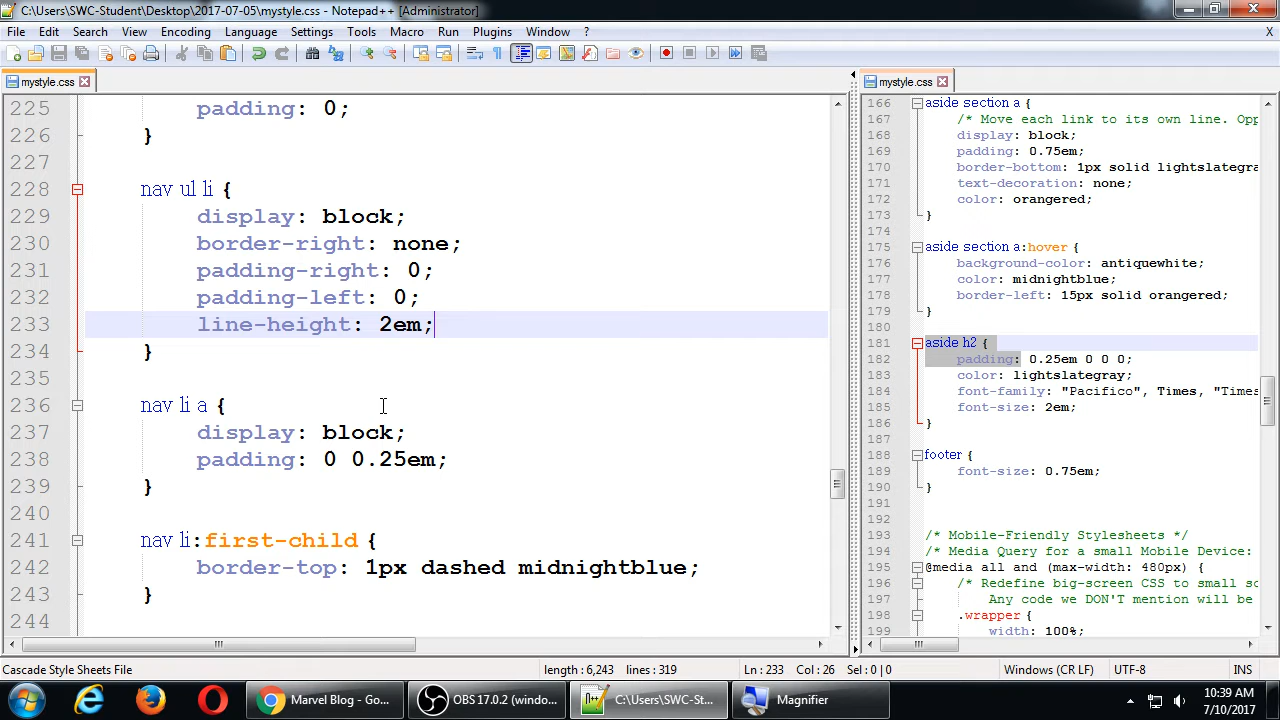 C:\Users\SWC-Student\Desktop\2017-07-05\mystyle.css - Notepad++ [Administrator]
File Edit Search View Encoding Language Settings Tools Macro Run Plugins Window ? X
mystyle.css
225 padding: 0;
226 }
227
228 nav ul li {
229 display: block;
230 border-right: none;
231 padding-right: 0;
232 padding-left: 0;
233 line-height: 2em;
234 }
235
236 nav li a {
237 display: block;
238 padding: 0 0.25em;
239 }
240
241 nav li:first-child {
242 border-top: 1px dashed midnightblue;
243 }
244
mystyle.css
166 aside section a {
167 /* Move each link to its own line. Opp
168 display: block;
169 padding: 0.75em;
170 border-bottom: 1px solid lightslategra
171 text-decoration: none;
172 color: orangered;
173 }
174
175 aside section a:hover {
176 background-color: antiquewhite;
177 color: midnightblue;
178 border-left: 15px solid orangered;
179 }
180
181 aside h2 {
182 padding: 0.25em 0 0 0;
183 color: lightslategray;
184 font-family: "Pacifico", Times, "Times
185 font-size: 2em;
186 }
187
188 footer {
189 font-size: 0.75em;
190 }
191
192
193 /* Mobile-Friendly Stylesheets */
194 /* Media Query for a small Mobile Device:
195 @media all and (max-width: 480px) {
196 /* Redefine big-screen CSS to small sc
197 Any code we DON'T mention will be
198 .wrapper {
199 width: 100%;
Cascade Style Sheets File length : 6,243 lines : 319 Ln : 233 Col : 26 Sel : 0 | 0 Windows (CR LF) UTF-8 INS
Marvel Blog - Go... OBS 17.0.2 (windo... C:\Users\SWC-St... Magnifier
10:39 AM
7/10/2017